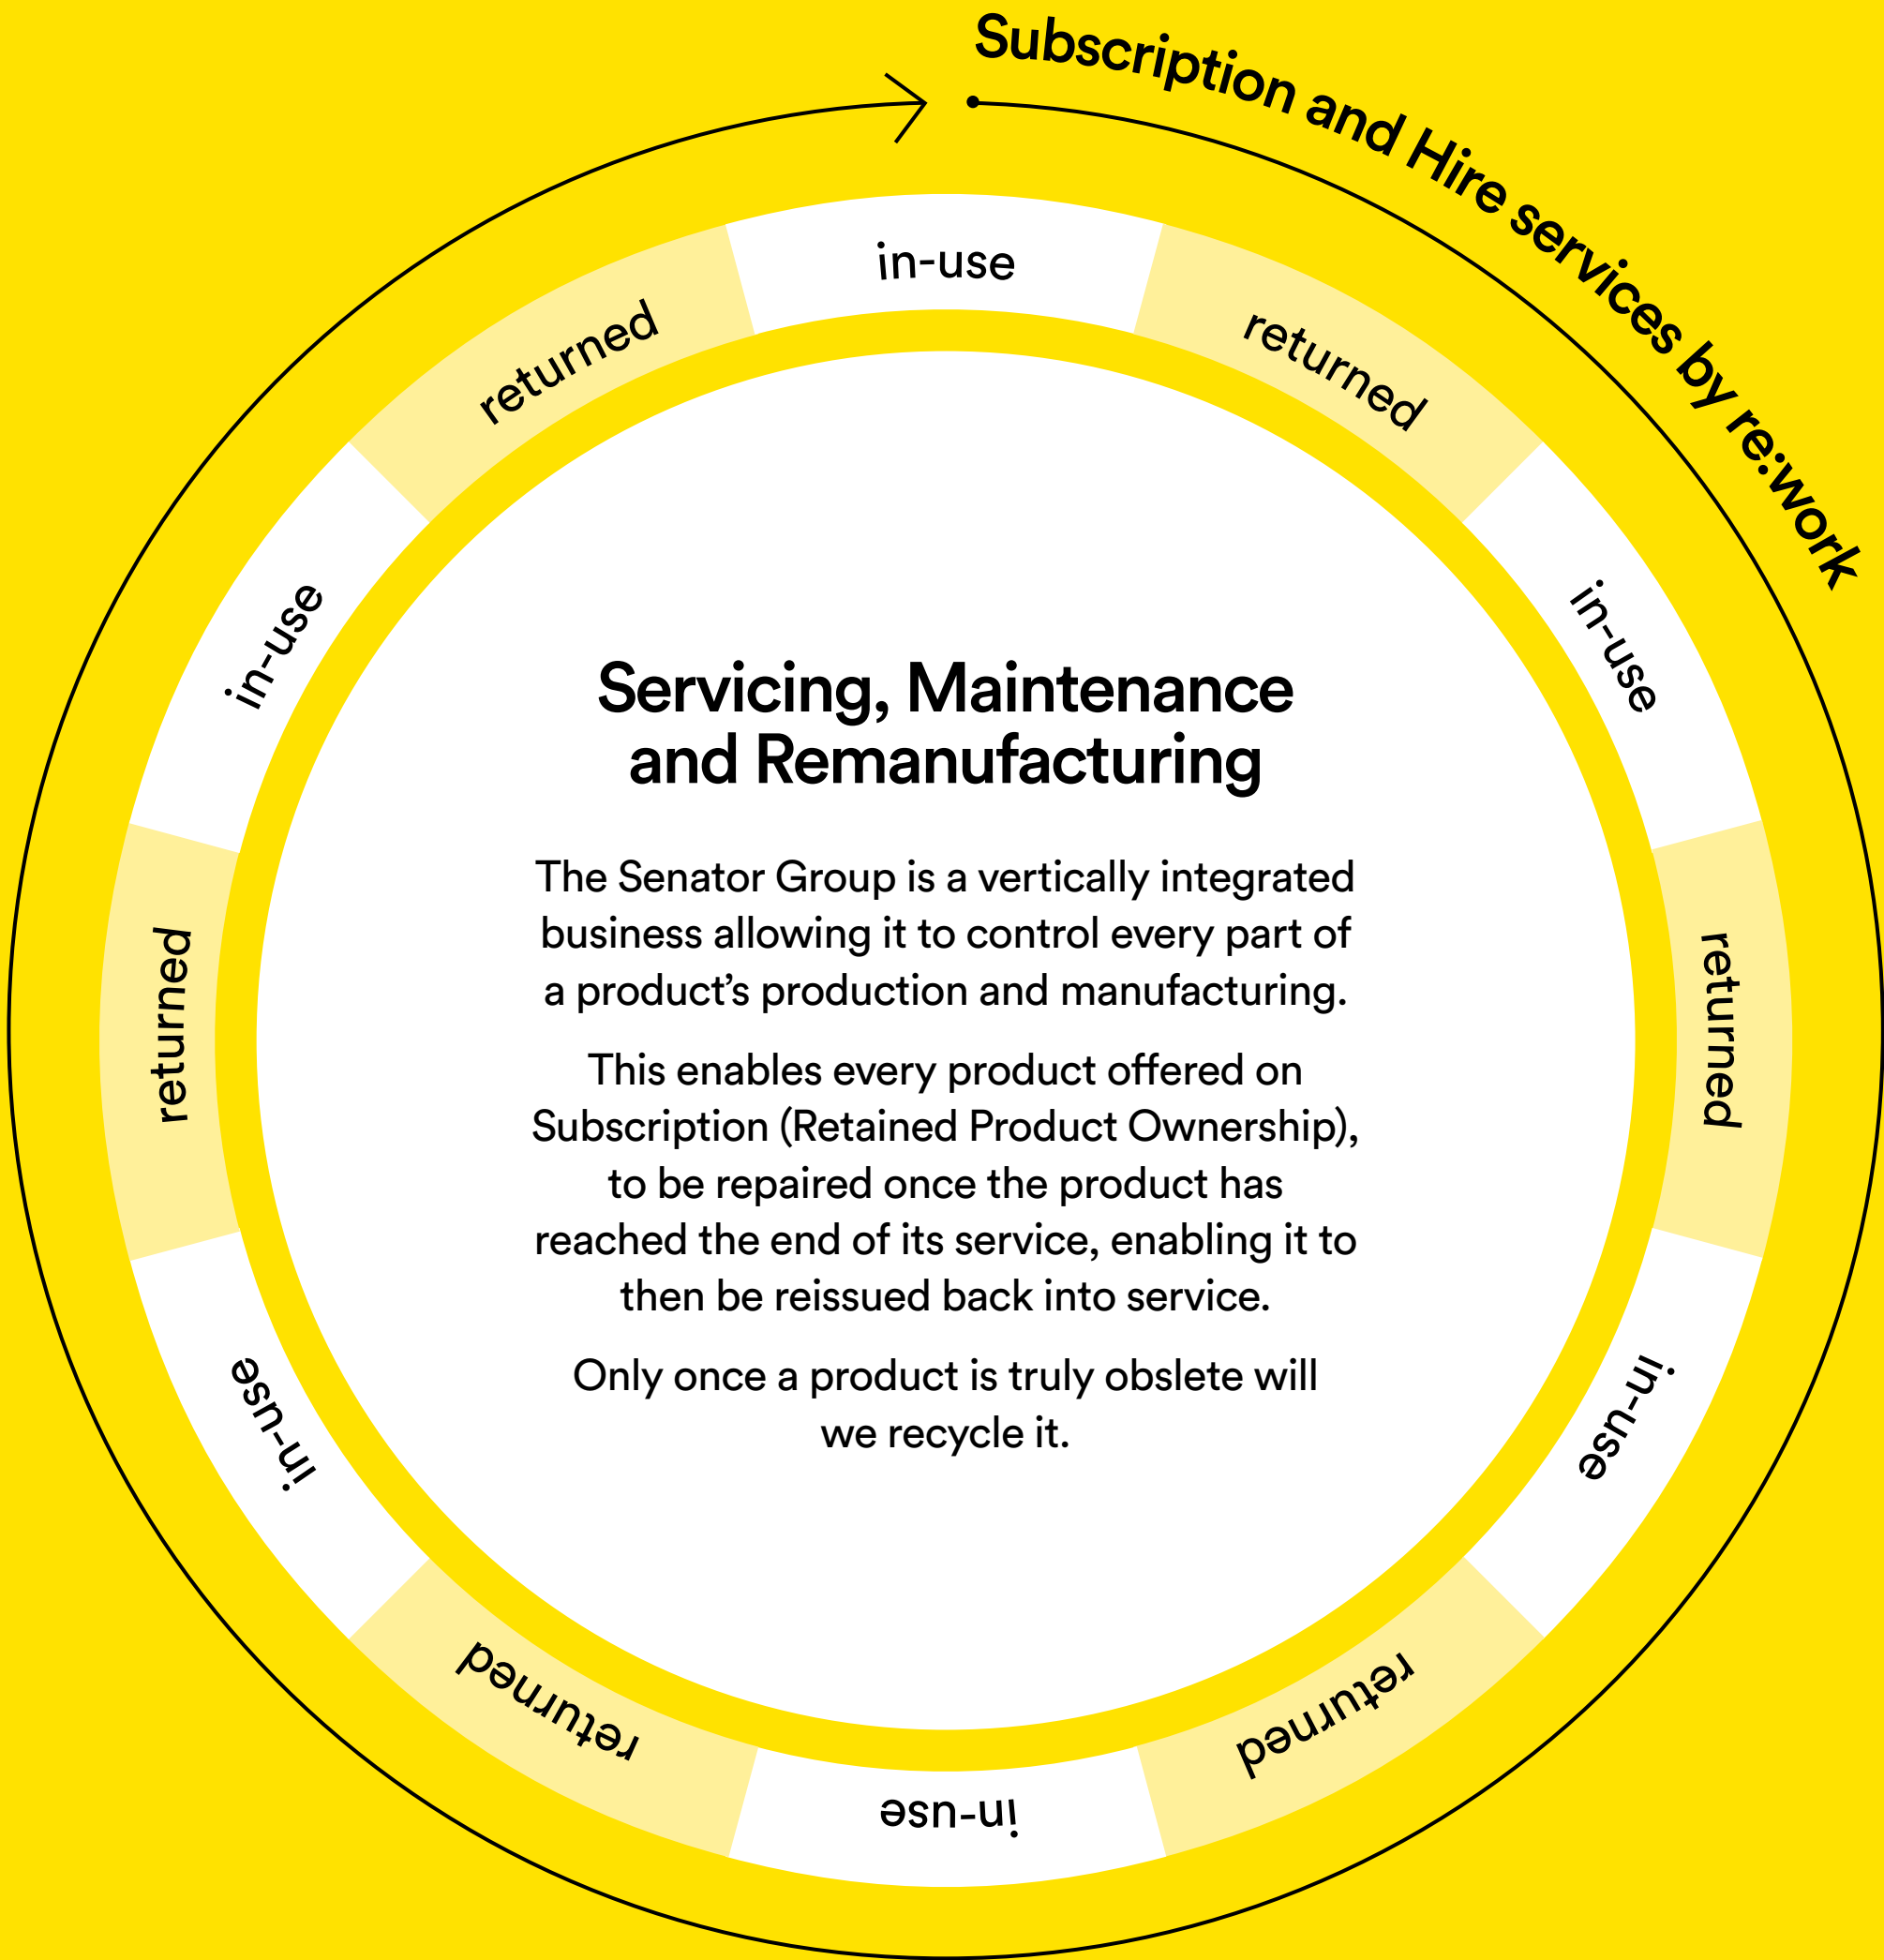 Subscription and Hire services by re:work
in-use
returned
in-use
returned
in-use
returned
in-use
returned
in-use
returned
in-use
returned
Servicing, Maintenance
and Remanufacturing
The Senator Group is a vertically integrated
business allowing it to control every part of
a product’s production and manufacturing.
This enables every product offered on
Subscription (Retained Product Ownership),
to be repaired once the product has
reached the end of its service, enabling it to
then be reissued back into service.
Only once a product is truly obslete will
we recycle it.